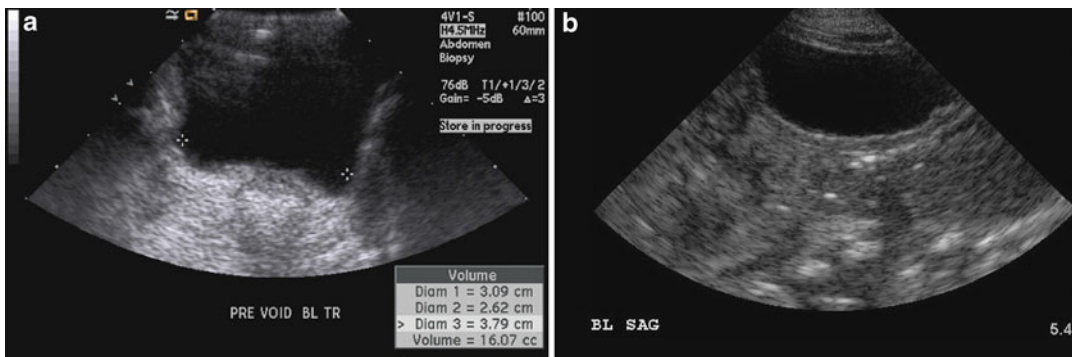 a
4V1-S #100
H4.5MHz 60mm
Abdomen
Biopsy
76dB T1/+1/3/2
Gain= -5dB Δ=3
Store in progress
PRE VOID BL TR
Volume
Diam 1 = 3.09 cm
Diam 2 = 2.62 cm
> Diam 3 = 3.79 cm
Volume = 16.07 cc
b
BL SAG
5.4